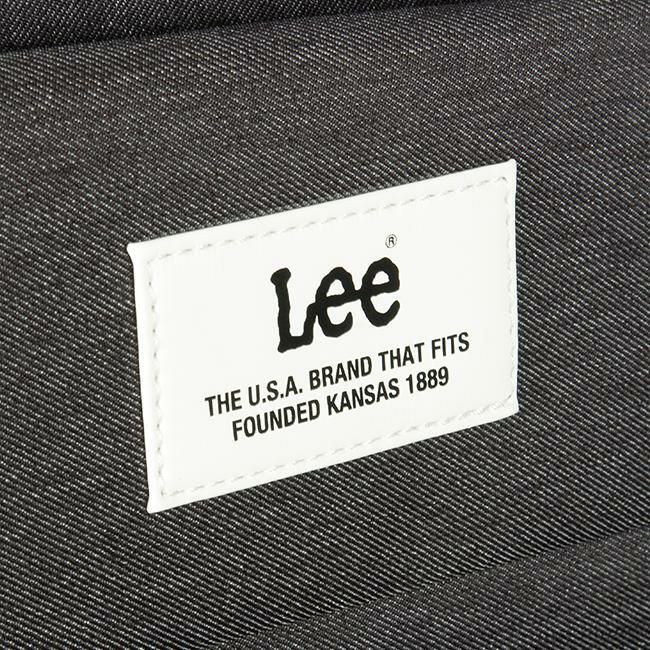 Lee®
THE U.S.A. BRAND THAT FITS
FOUNDED KANSAS 1889